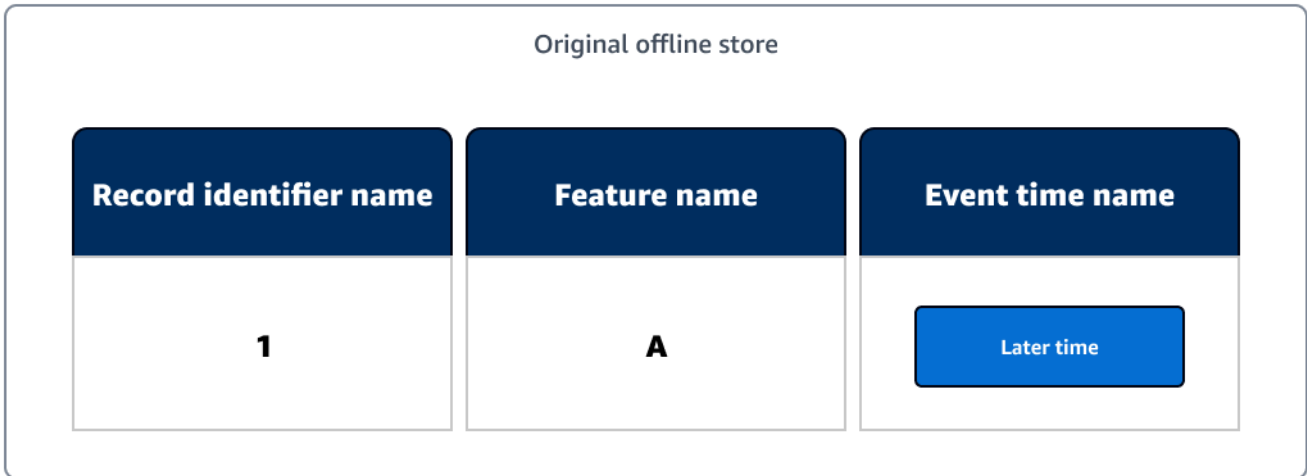 Original offline store
Record identifier name Feature name Event time name
1 A Later time